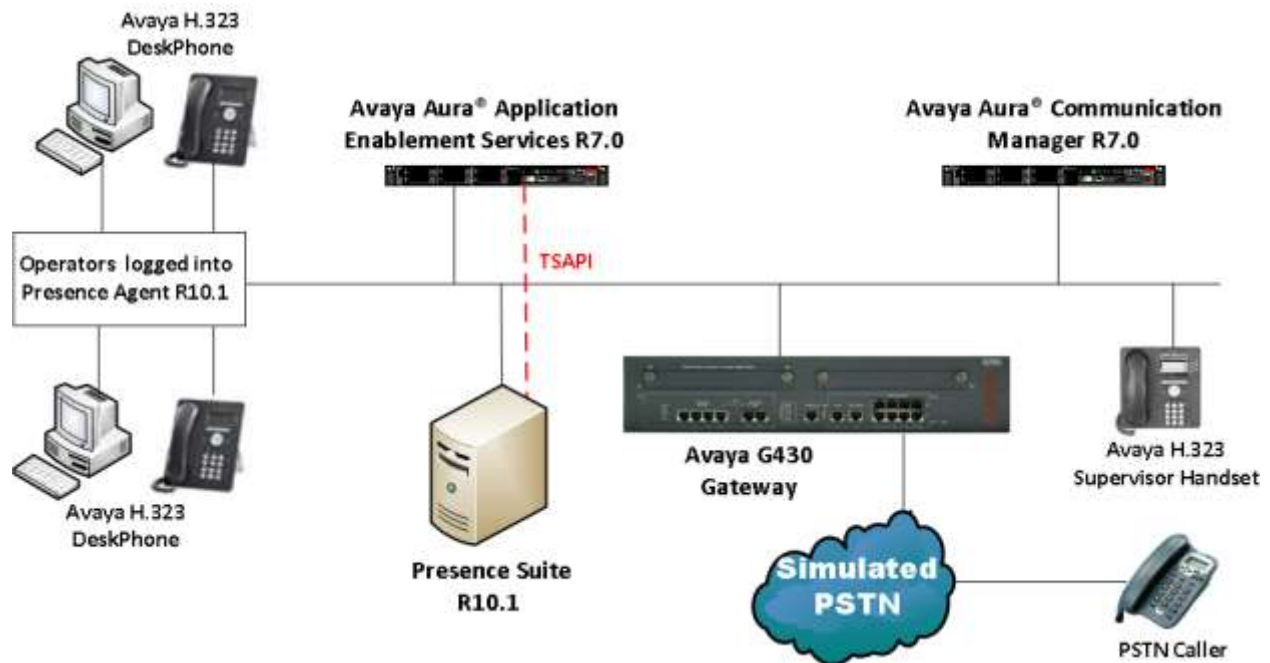 Avaya H.323
DeskPhone
Avaya Aura® Application
Enablement Services R7.0
Avaya Aura® Communication
Manager R7.0
Operators logged into
Presence Agent R10.1
TSAPI
Avaya H.323
DeskPhone
Presence Suite
R10.1
Avaya G430
Gateway
Avaya H.323
Supervisor Handset
Simulated
PSTN
PSTN Caller